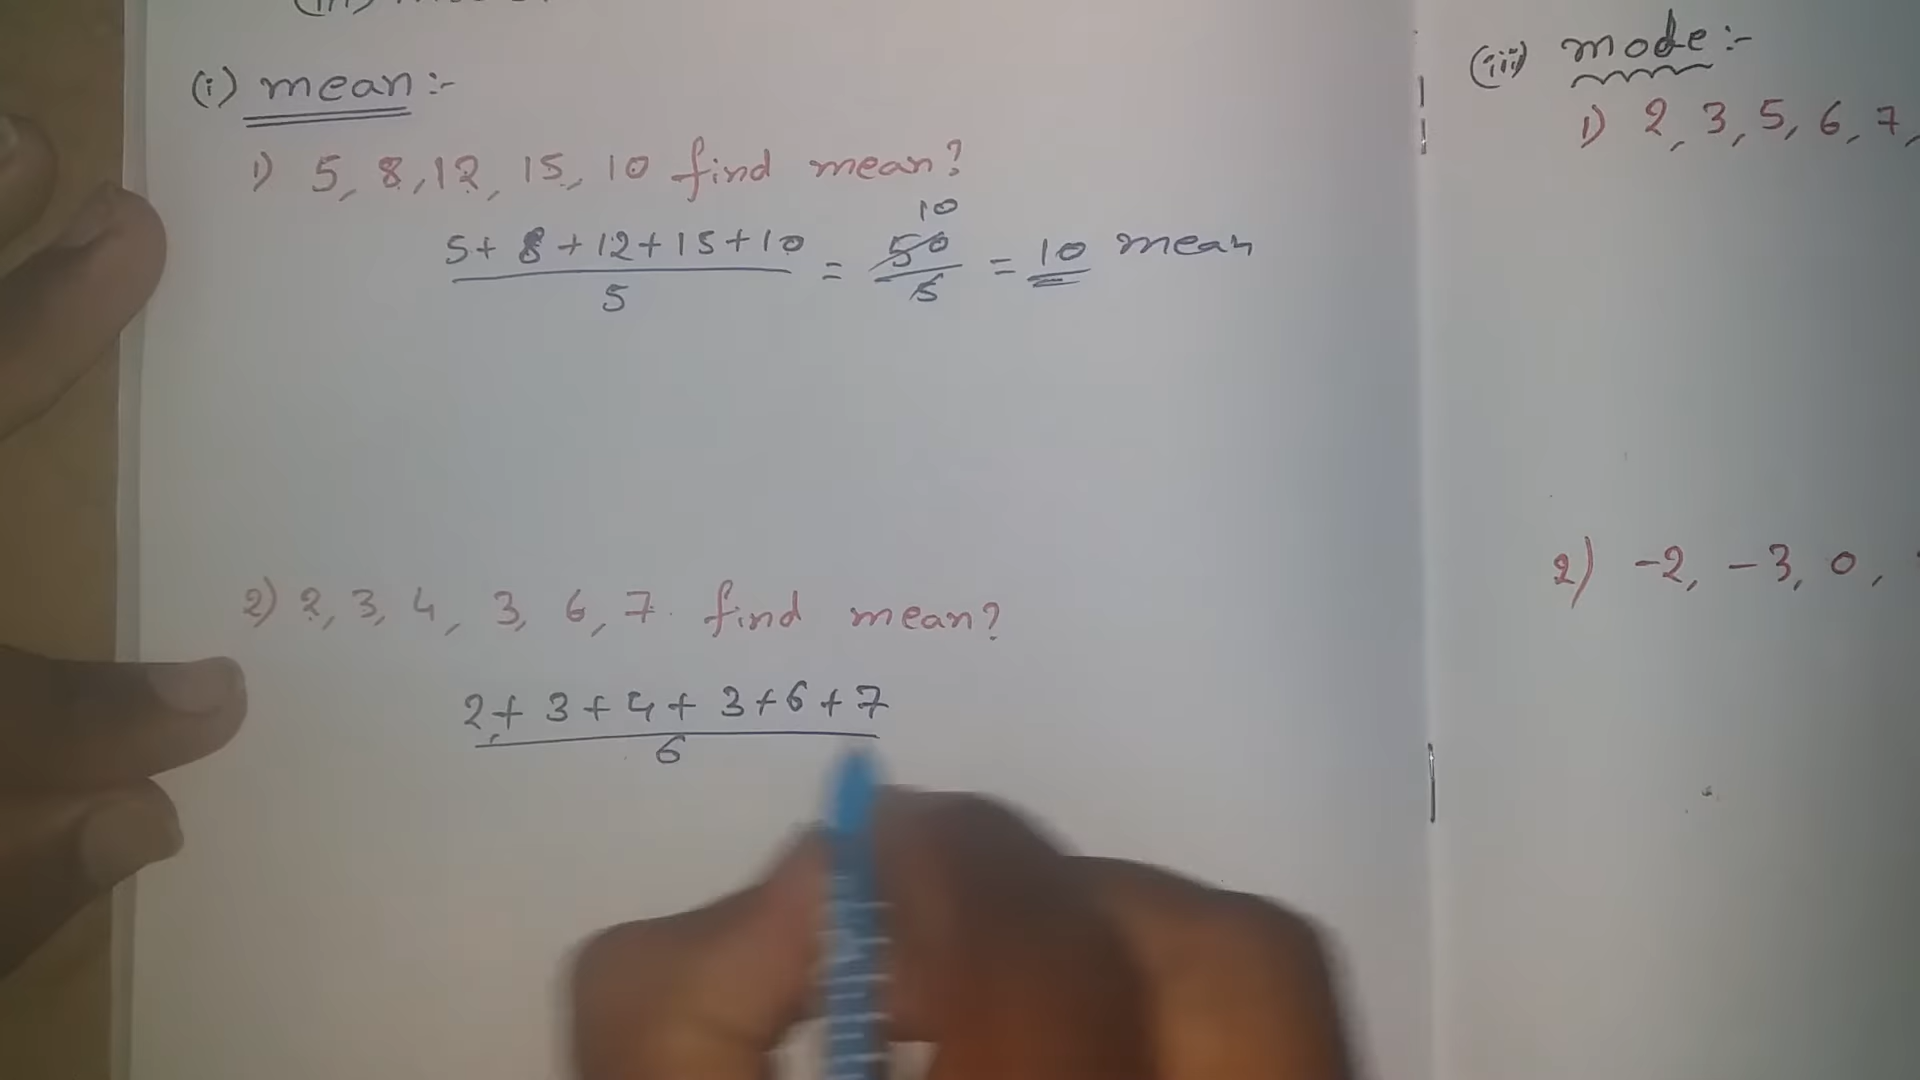 (i) mean :-
1) 5, 8, 12, 15, 10 find mean?
5 + 8 + 12 + 15 + 10
5
= 50
5
10
= 10 mean
2) 2, 3, 4, 3, 6, 7. find mean?
2 + 3 + 4 + 3 + 6 + 7
6
(iii) mode :-
1) 2, 3, 5, 6, 7,
2) -2, -3, 0,